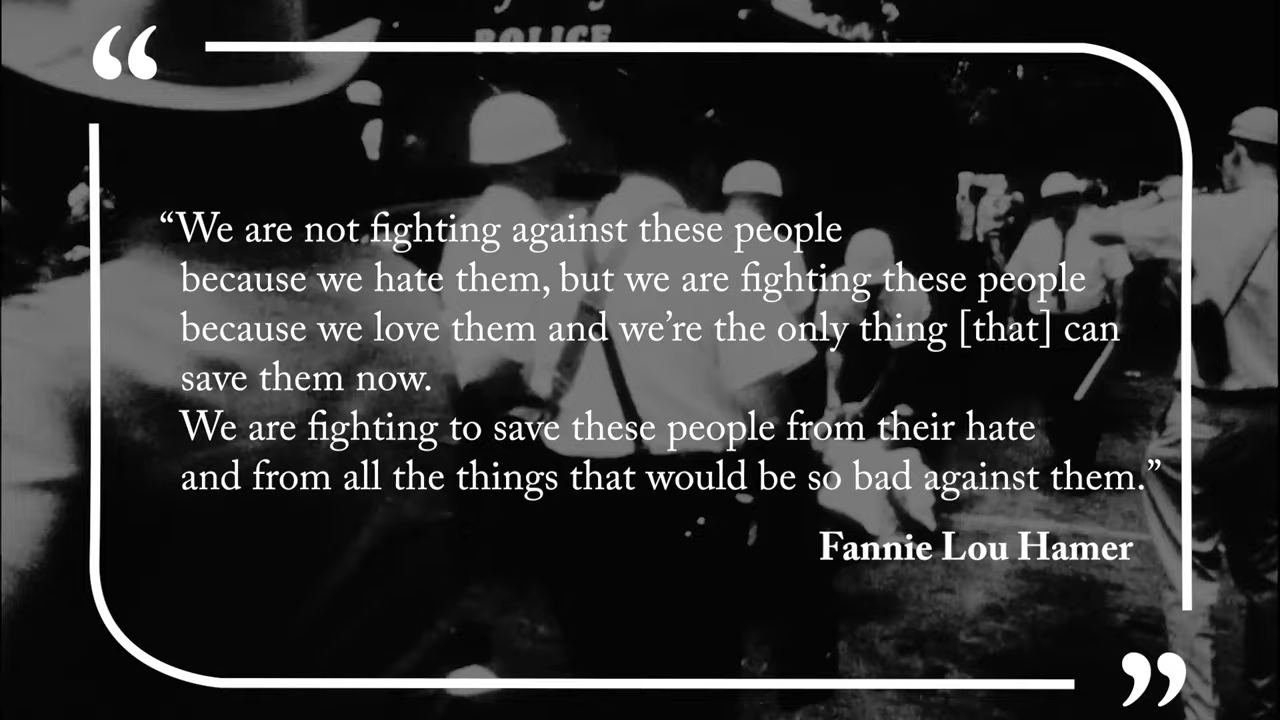 POLICE
“We are not fighting against these people
because we hate them, but we are fighting these people
because we love them and we’re the only thing [that] can
save them now.
We are fighting to save these people from their hate
and from all the things that would be so bad against them.”
Fannie Lou Hamer